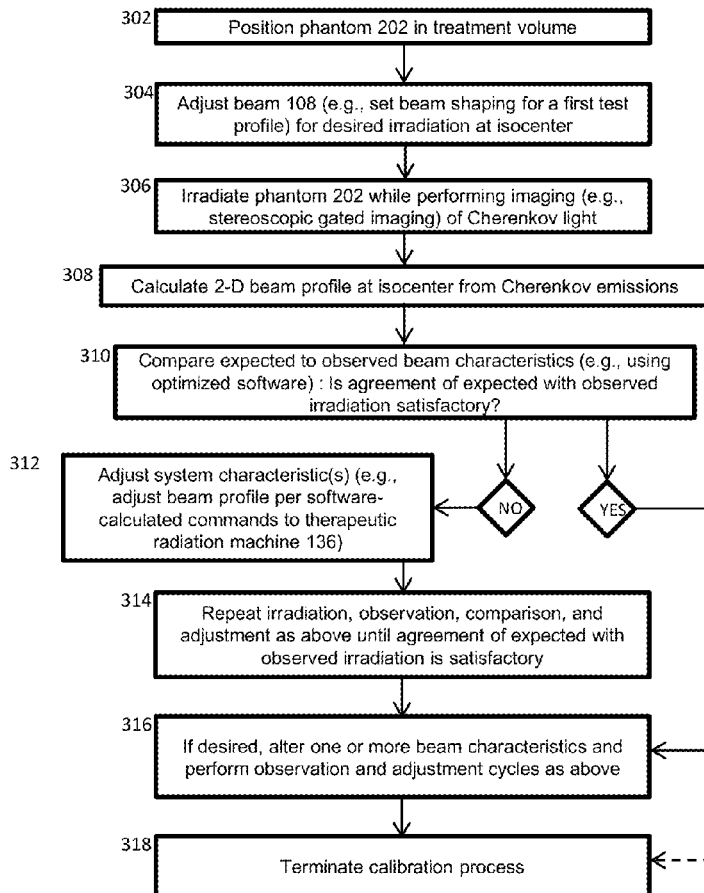 302
Position phantom 202 in treatment volume
304
Adjust beam 108 (e.g., set beam shaping for a first test
profile) for desired irradiation at isocenter
306
Irradiate phantom 202 while performing imaging (e.g.,
stereoscopic gated imaging) of Cherenkov light
308
Calculate 2-D beam profile at isocenter from Cherenkov emissions
310
Compare expected to observed beam characteristics (e.g., using
optimized software) : Is agreement of expected with observed
irradiation satisfactory?
312
Adjust system characteristic(s) (e.g.,
adjust beam profile per software-
calculated commands to therapeutic
radiation machine 136)
NO
YES
314
Repeat irradiation, observation, comparison, and
adjustment as above until agreement of expected with
observed irradiation is satisfactory
316
If desired, alter one or more beam characteristics and
perform observation and adjustment cycles as above
318
Terminate calibration process